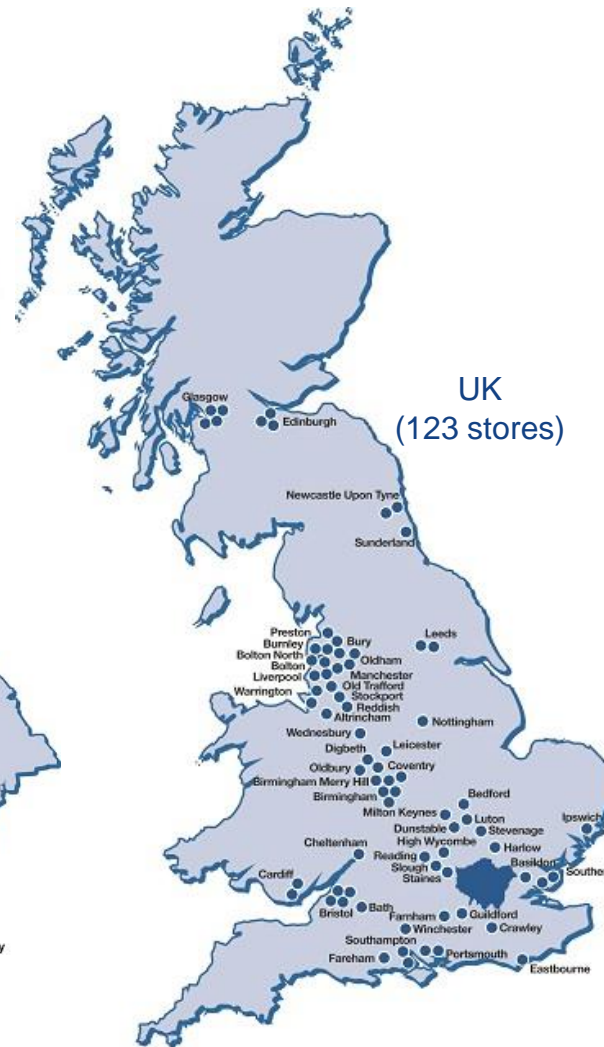 UK
(123 stores)
Glasgow
Edinburgh
Newcastle Upon Tyne
Sunderland
Preston
Burnley
Bury
Leeds
Bolton North
Bolton
Oldham
Liverpool
Manchester
Warrington
Old Trafford
Stockport
Reddish
Altrincham
Nottingham
Wednesbury
Digbeth
Leicester
Oldbury
Coventry
Birmingham Merry Hill
Birmingham
Bedford
Milton Keynes
Luton
Ipswich
Dunstable
Stevenage
High Wycombe
Harlow
Cheltenham
Reading
Basildon
Slough
Souther
Staines
Cardiff
Bristol
Bath
Farnham
Guildford
Winchester
Crawley
Southampton
Portsmouth
Fareham
Eastbourne
y